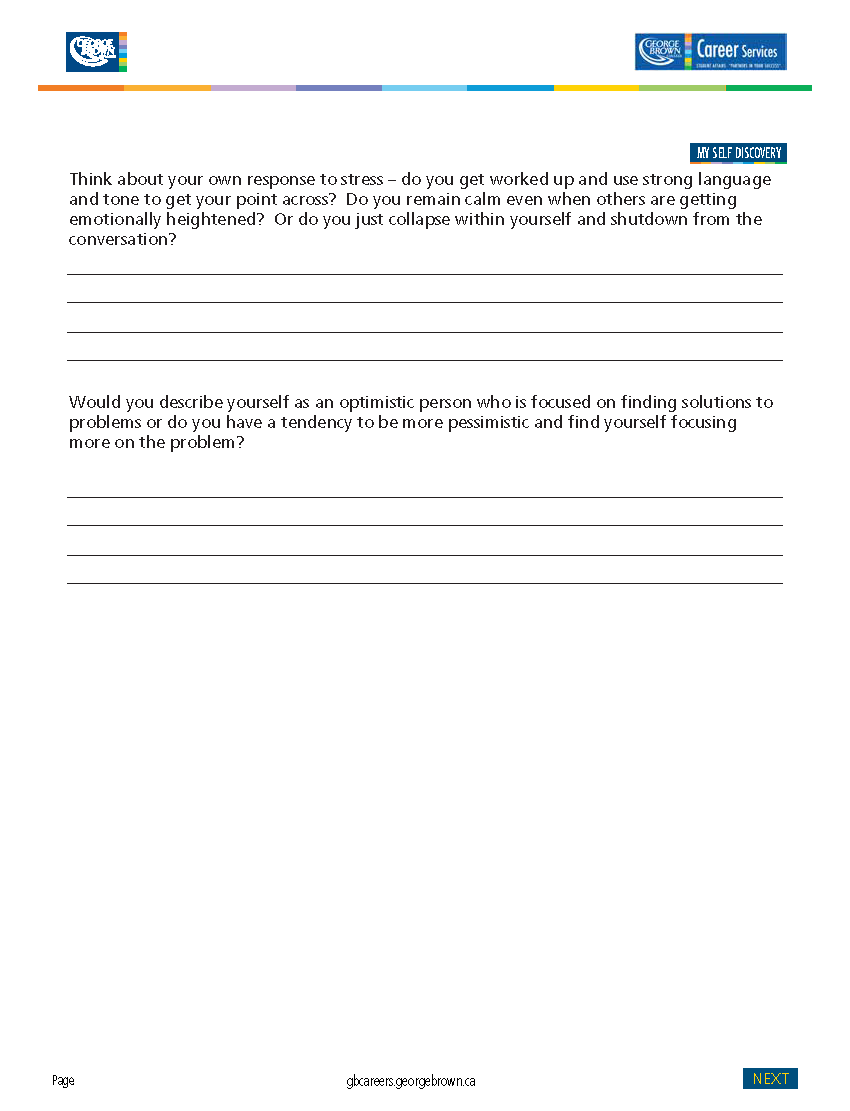 GEORGE
BROWN
GEORGE
BROWN
COLLEGE
Career Services
STUDENT AFFAIRS: "PARTNERS IN YOUR SUCCESS"
MY SELF DISCOVERY
Think about your own response to stress – do you get worked up and use strong language
and tone to get your point across?  Do you remain calm even when others are getting
emotionally heightened?  Or do you just collapse within yourself and shutdown from the
conversation?
Would you describe yourself as an optimistic person who is focused on finding solutions to
problems or do you have a tendency to be more pessimistic and find yourself focusing
more on the problem?
Page
gbcareers.georgebrown.ca
NEXT